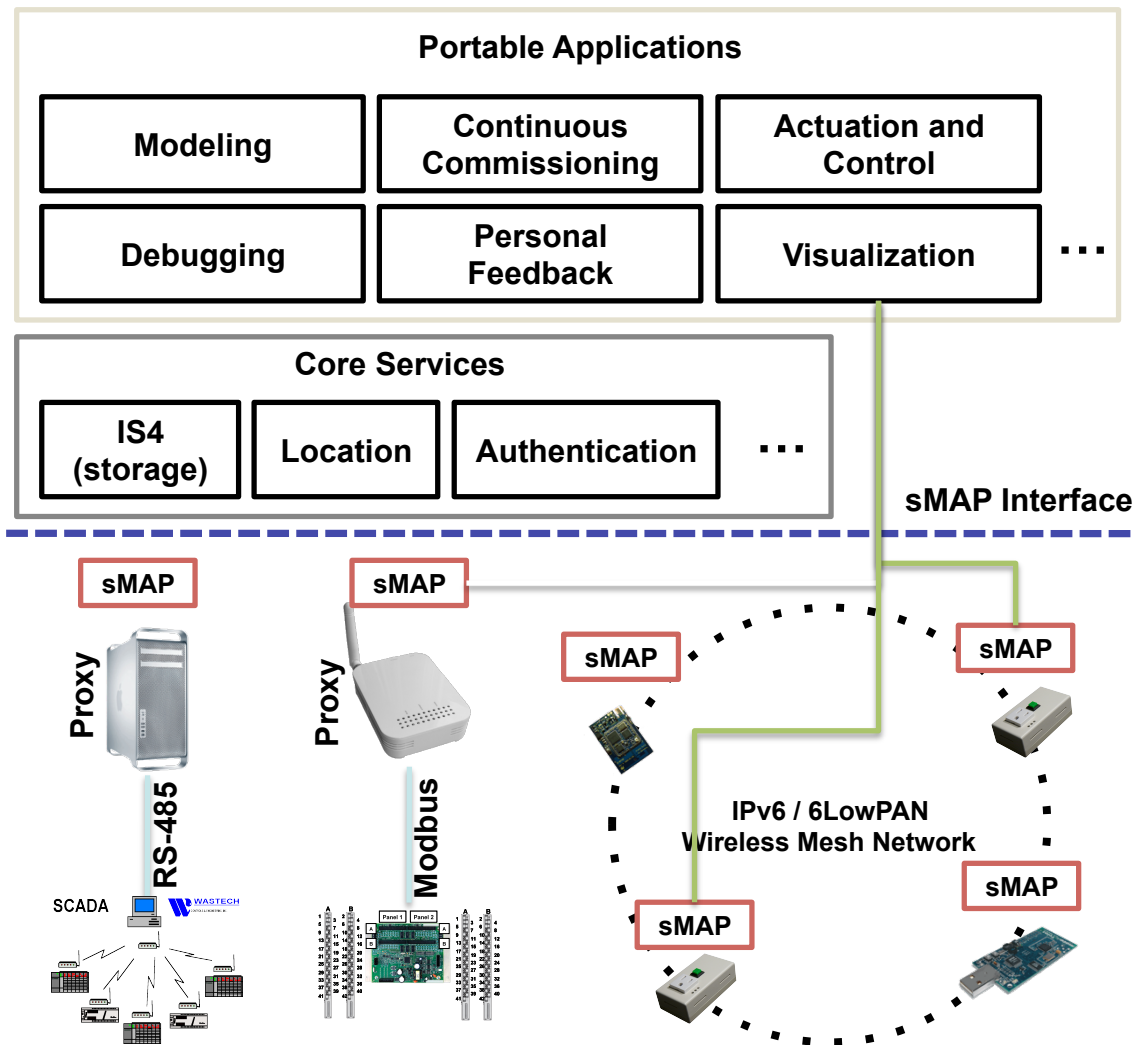 Portable Applications
Modeling
Continuous
Commissioning
Actuation and
Control
Debugging
Personal
Feedback
Visualization
...
Core Services
IS4
(storage)
Location
Authentication
...
sMAP Interface
sMAP
sMAP
sMAP
sMAP
Proxy
Proxy
RS-485
Modbus
IPv6 / 6LowPAN
Wireless Mesh Network
sMAP
sMAP
SCADA
WASTECH
Panel 1
Panel 2
A
B
A
B
A
B
A
B